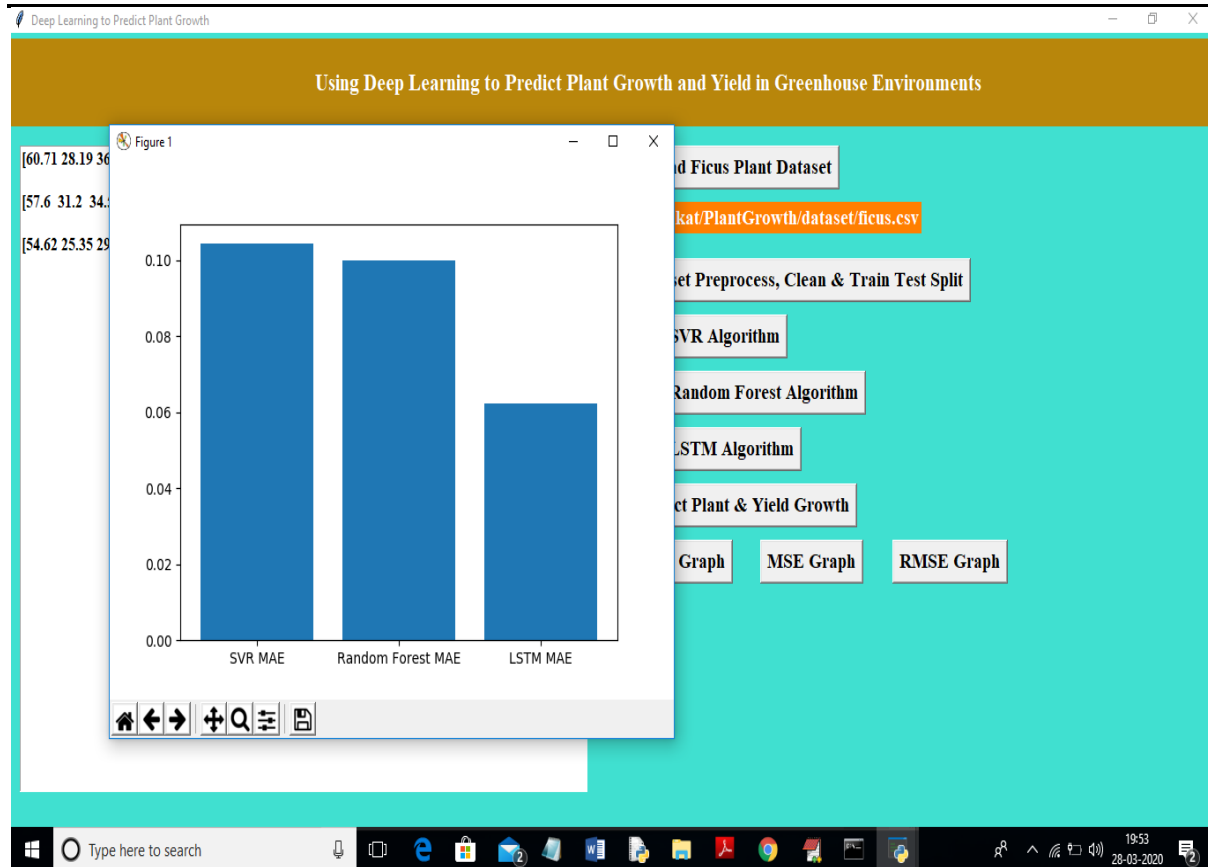 Deep Learning to Predict Plant Growth
Using Deep Learning to Predict Plant Growth and Yield in Greenhouse Environments
Figure 1
[60.71 28.19 36
[57.6 31.2 34.
[54.62 25.35 29
0.10
0.08
0.06
0.04
0.02
0.00
SVR MAE Random Forest MAE LSTM MAE
Ficus Plant Dataset
kat/PlantGrowth/dataset/ficus.csv
set Preprocess, Clean & Train Test Split
SVR Algorithm
Random Forest Algorithm
LSTM Algorithm
ct Plant & Yield Growth
Graph MSE Graph RMSE Graph
Type here to search
19:53
28-03-2020
2
2